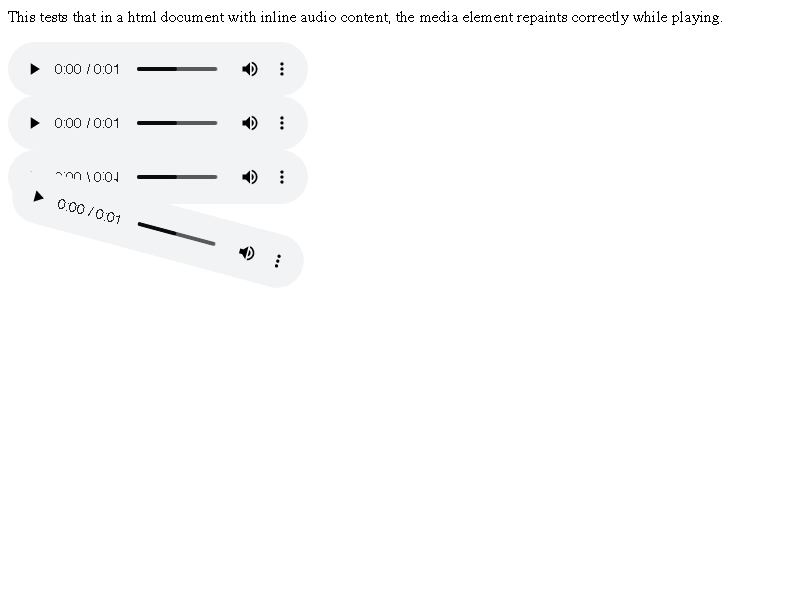 This tests that in a html document with inline audio content, the media element repaints correctly while playing.
0:00 / 0:01
0:00 / 0:01
0:00 / 0:01